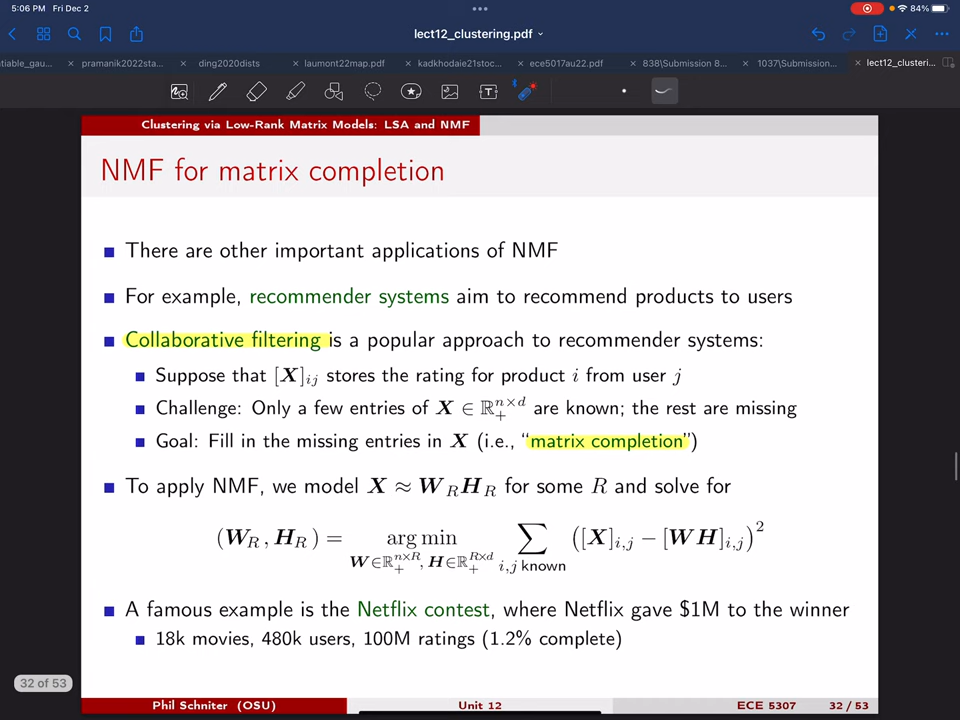 5:06 PM Fri Dec 2
84%
lect12_clustering.pdf
tiable_gau...
pramanik2022sta...
ding2020dists
laumont22map.pdf
kadkhodaie21stoc...
ece5017au22.pdf
838\Submission 8...
1037\Submission...
lect12_clusteri...
Clustering via Low-Rank Matrix Models: LSA and NMF
NMF for matrix completion
There are other important applications of NMF
For example, recommender systems aim to recommend products to users
Collaborative filtering is a popular approach to recommender systems:
Suppose that [X]ij stores the rating for product i from user j
Challenge: Only a few entries of X ∈ ℝ₊^{n×d} are known; the rest are missing
Goal: Fill in the missing entries in X (i.e., “matrix completion”)
To apply NMF, we model X ≈ W_R H_R for some R and solve for
(W_R, H_R) = arg min_{W∈ℝ₊^{n×R}, H∈ℝ₊^{R×d}} ∑_{i,j known} ([X]_{i,j} − [WH]_{i,j})²
A famous example is the Netflix contest, where Netflix gave $1M to the winner
18k movies, 480k users, 100M ratings (1.2% complete)
32 of 53
Phil Schniter (OSU)
Unit 12
ECE 5307
32 / 53